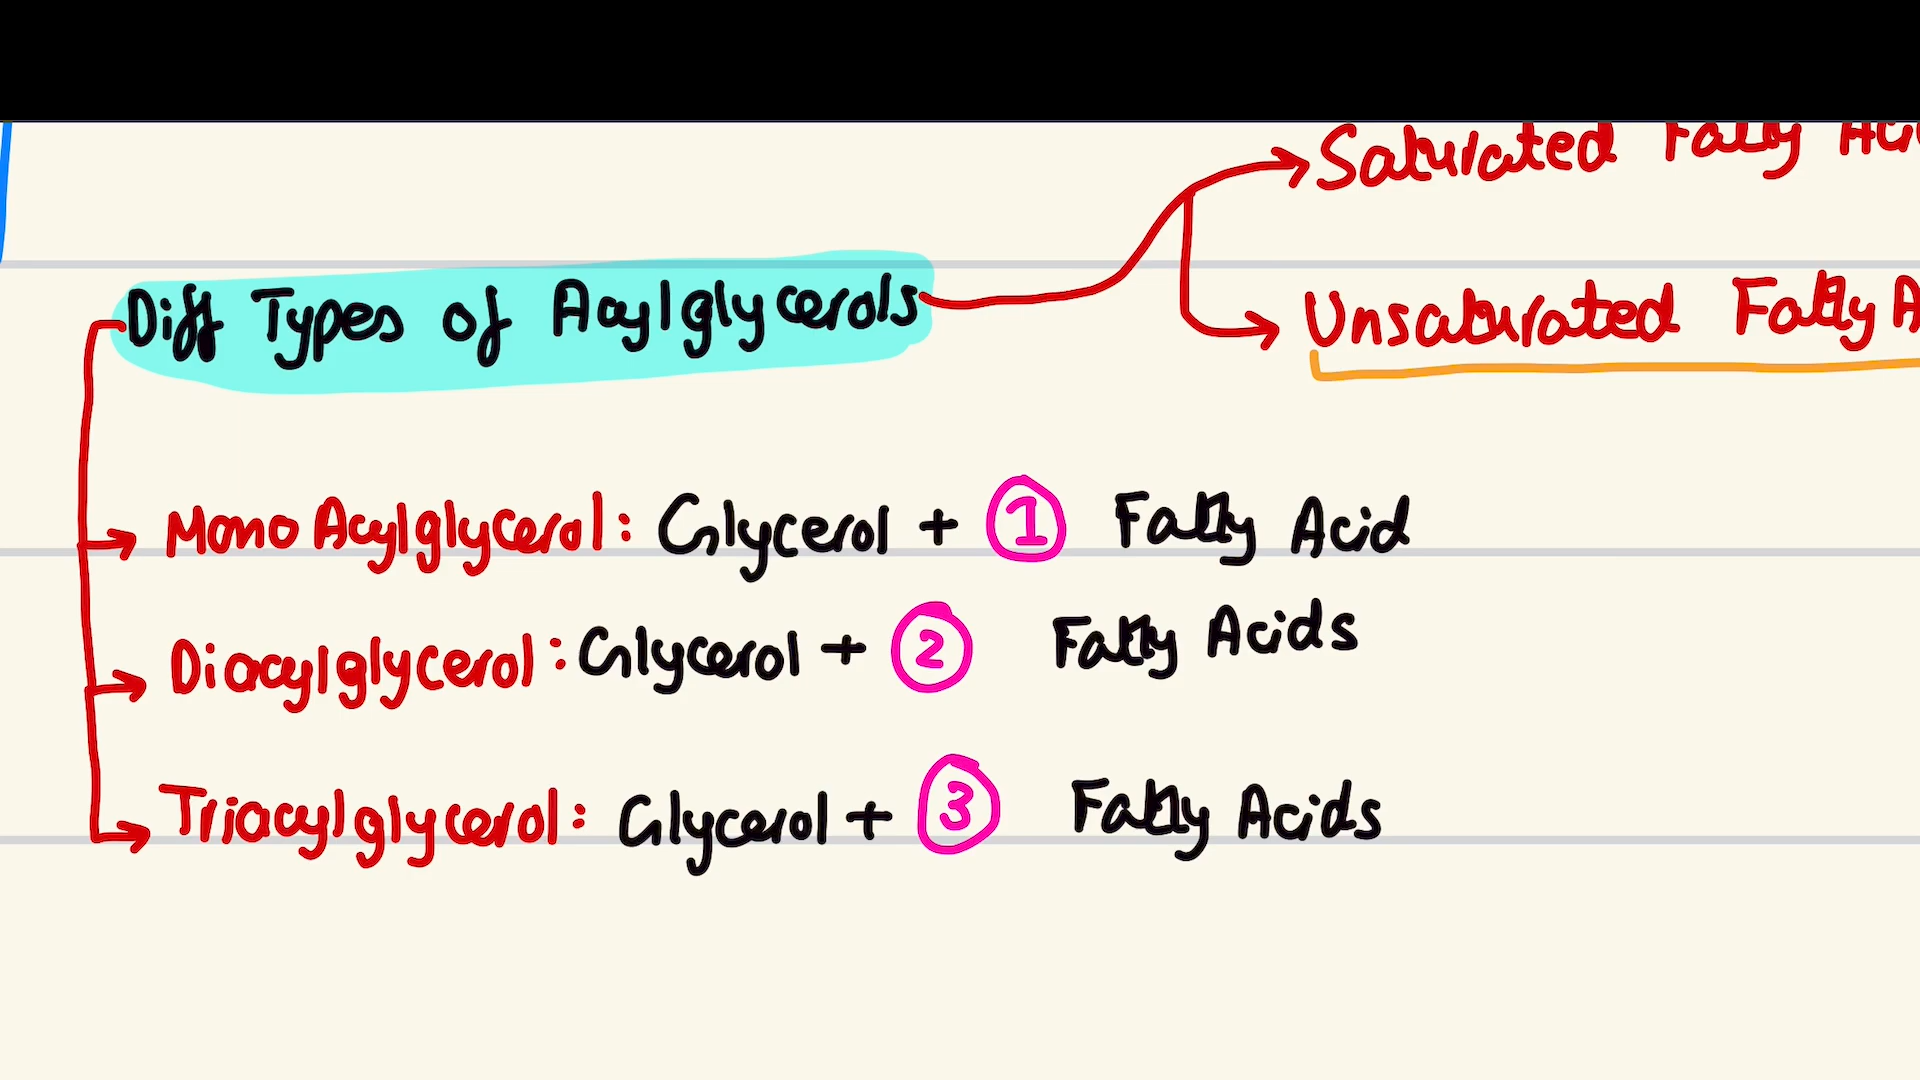 Saturated Fatty Aci
Diff Types of Acylglycerols
Unsaturated Fatty A
Mono Acylglycerol: Glycerol + 1 Fatty Acid
Diacylglycerol: Glycerol + 2 Fatty Acids
Triacylglycerol: Glycerol + 3 Fatty Acids